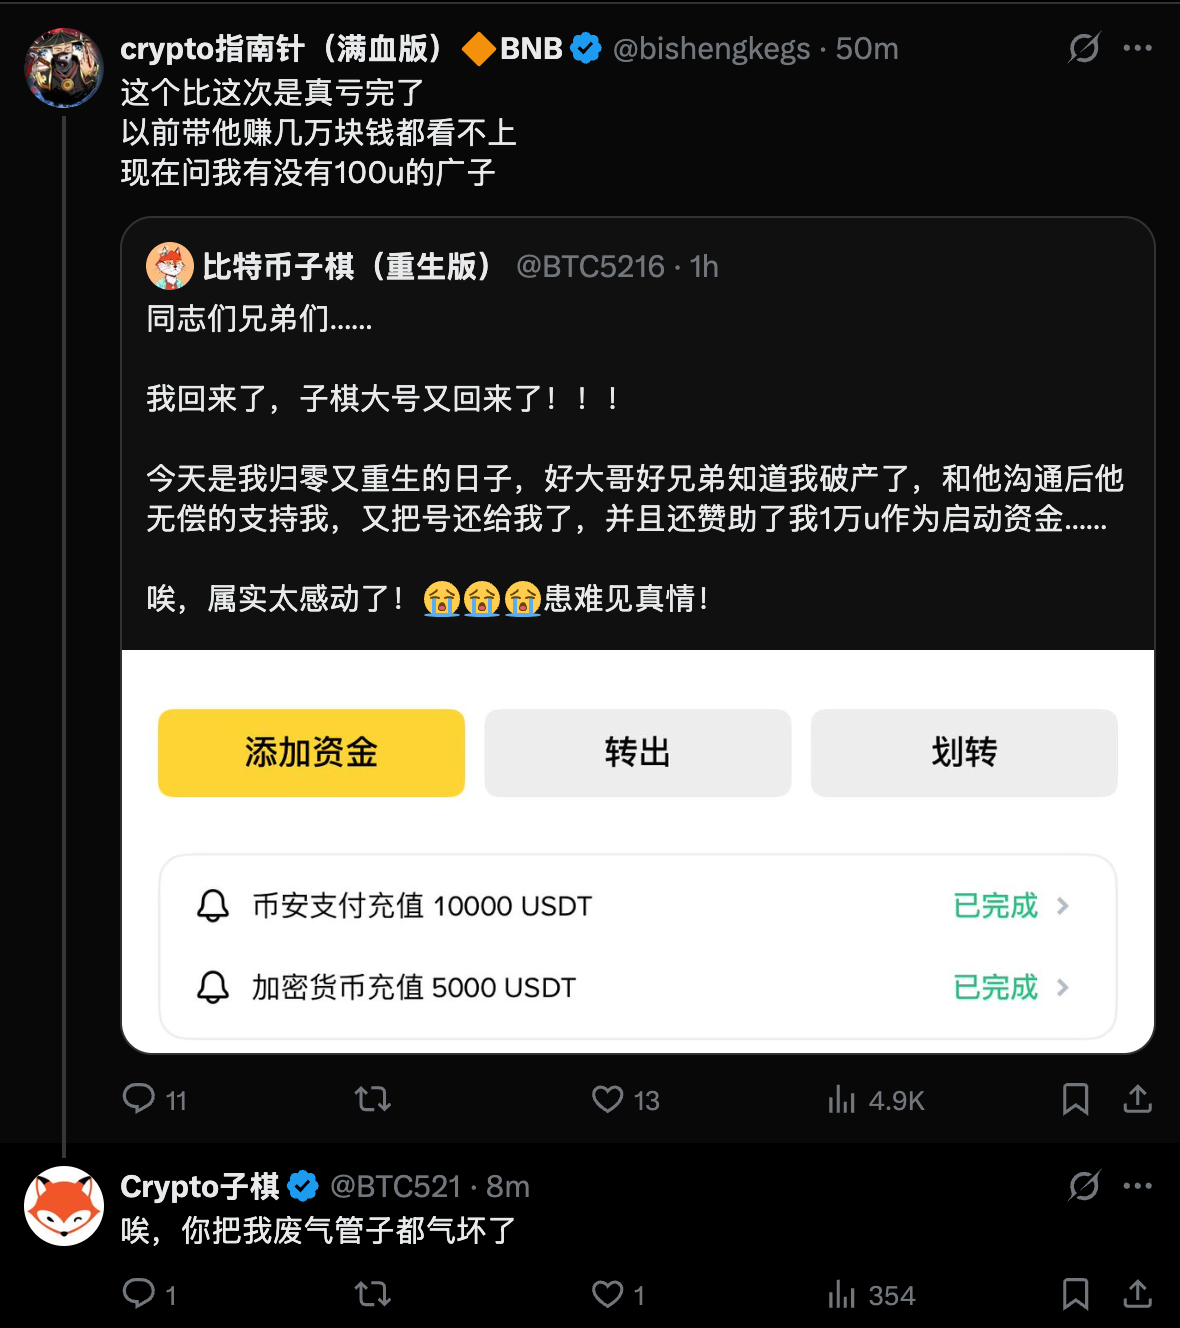 crypto指南针（满血版）🔶BNB @bishengkegs · 50m
这个比这次是真亏完了
以前带他赚几万块钱都看不上
现在问我有没有100u的广子
比特币子棋（重生版） @BTC5216 · 1h
同志们兄弟们......
我回来了，子棋大号又回来了！！！
今天是我归零又重生的日子，好大哥好兄弟知道我破产了，和他沟通后他
无偿的支持我，又把号还给我了，并且还赞助了我1万u作为启动资金......
唉，属实太感动了！😭😭😭患难见真情！
添加资金 转出 划转
币安支付充值 10000 USDT 已完成
加密货币充值 5000 USDT 已完成
11 13 4.9K
Crypto子棋 @BTC521 · 8m
唉，你把我废气管子都气坏了
1 1 354